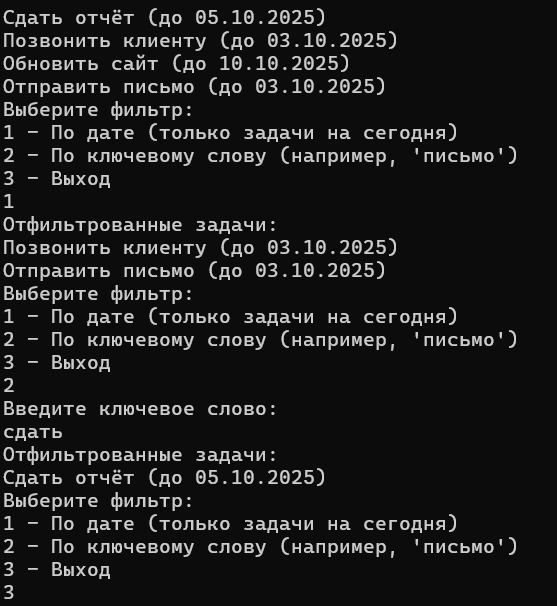 Сдать отчёт (до 05.10.2025)
Позвонить клиенту (до 03.10.2025)
Обновить сайт (до 10.10.2025)
Отправить письмо (до 03.10.2025)
Выберите фильтр:
1 – По дате (только задачи на сегодня)
2 – По ключевому слову (например, 'письмо')
3 – Выход
1
Отфильтрованные задачи:
Позвонить клиенту (до 03.10.2025)
Отправить письмо (до 03.10.2025)
Выберите фильтр:
1 – По дате (только задачи на сегодня)
2 – По ключевому слову (например, 'письмо')
3 – Выход
2
Введите ключевое слово:
сдать
Отфильтрованные задачи:
Сдать отчёт (до 05.10.2025)
Выберите фильтр:
1 – По дате (только задачи на сегодня)
2 – По ключевому слову (например, 'письмо')
3 – Выход
3